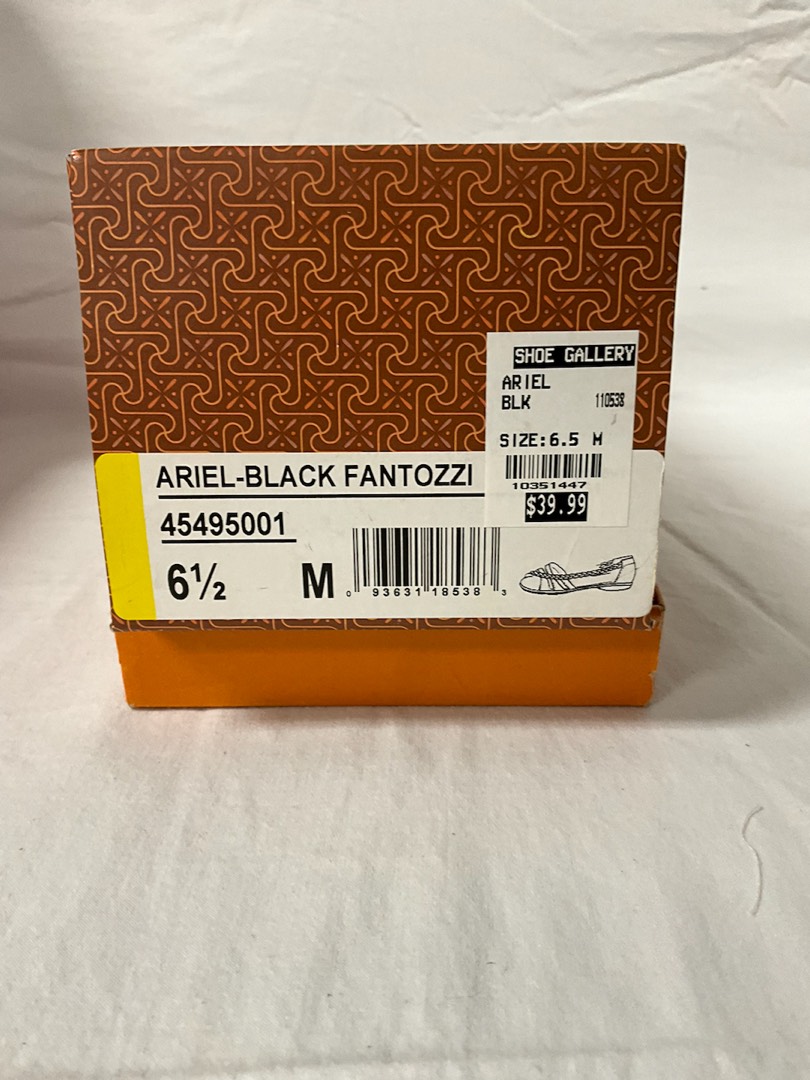 SHOE GALLERY
ARIEL
BLK 110538
SIZE:6.5 M
10351447
$39.99
ARIEL-BLACK FANTOZZI
45495001
6½ M
0 93631 18538 3